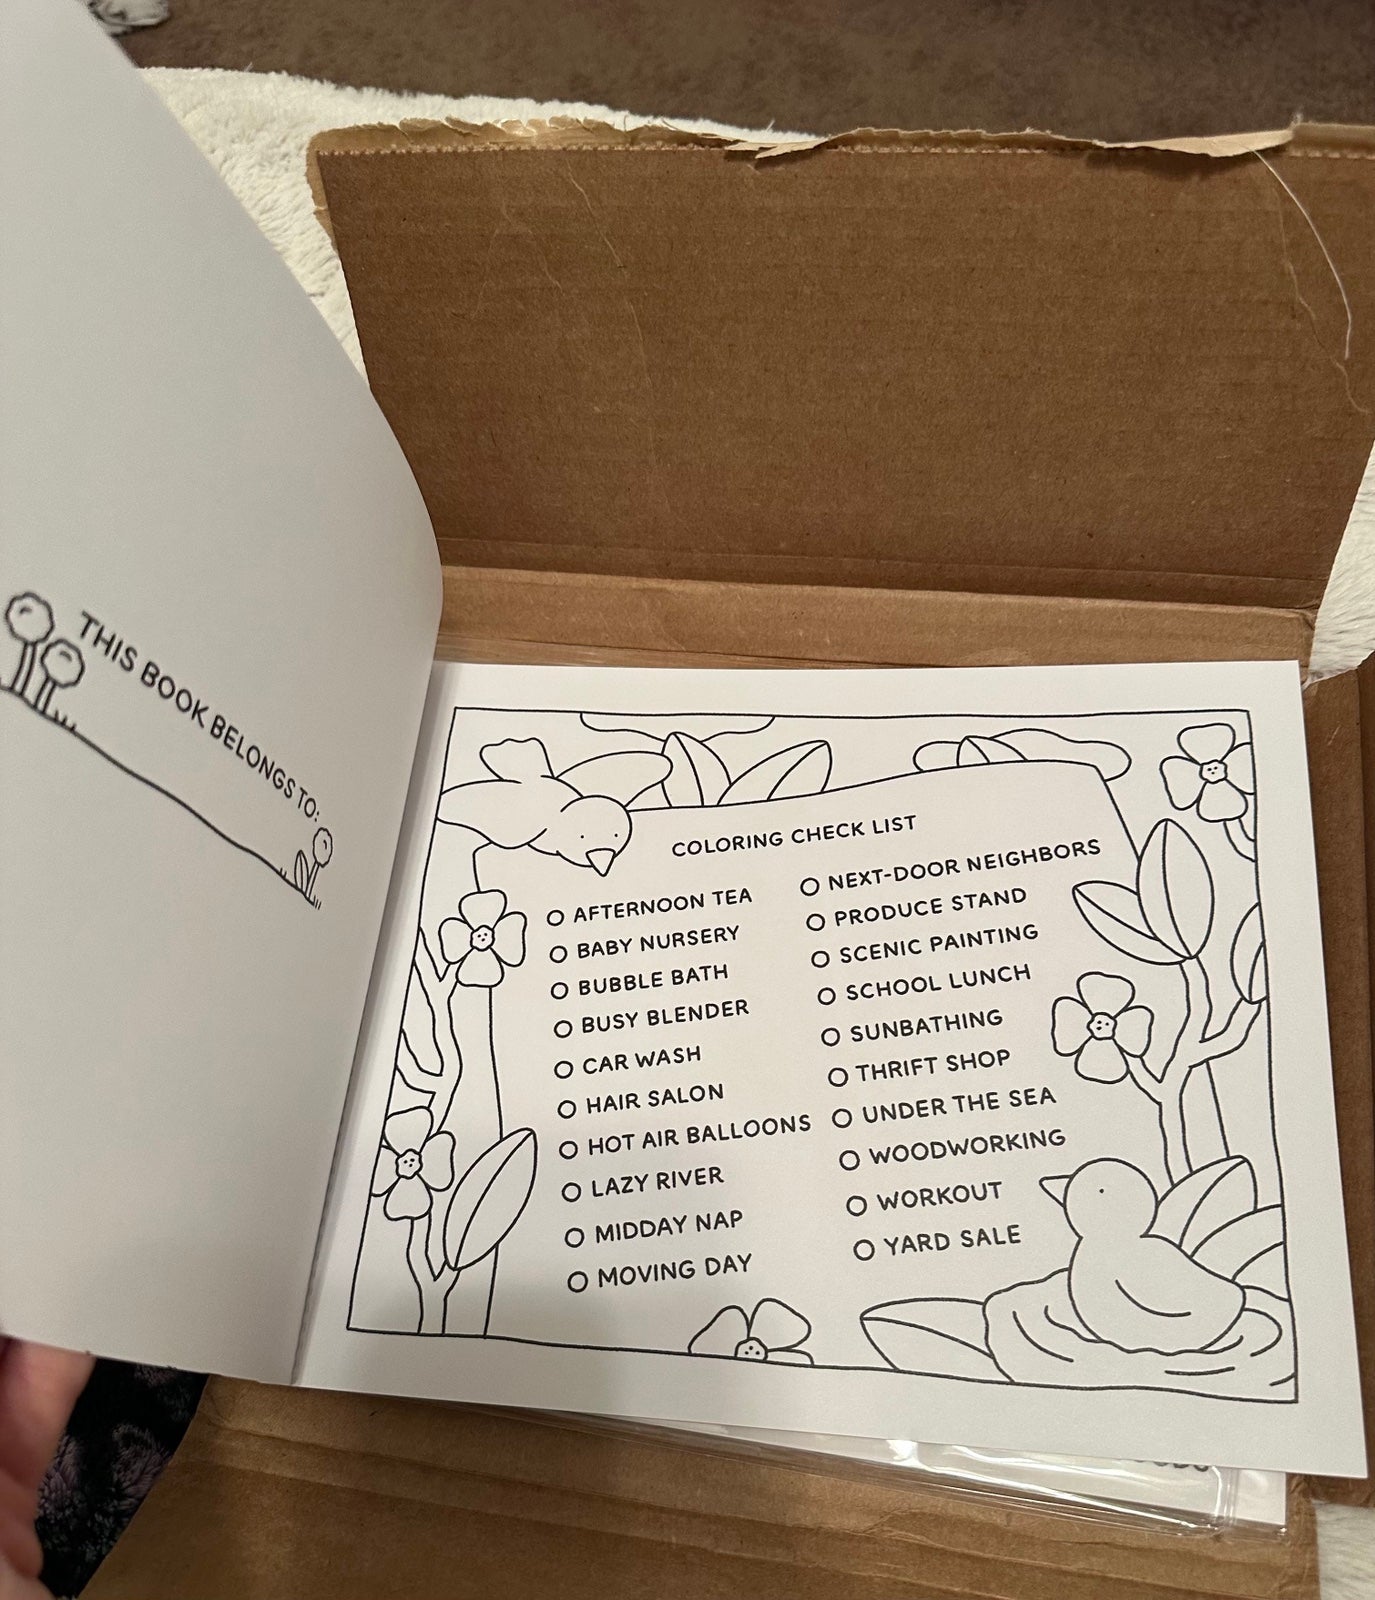 THIS BOOK BELONGS TO:
COLORING CHECK LIST
AFTERNOON TEA
BABY NURSERY
BUBBLE BATH
BUSY BLENDER
CAR WASH
HAIR SALON
HOT AIR BALLOONS
LAZY RIVER
MIDDAY NAP
MOVING DAY
NEXT-DOOR NEIGHBORS
PRODUCE STAND
SCENIC PAINTING
SCHOOL LUNCH
SUNBATHING
THRIFT SHOP
UNDER THE SEA
WOODWORKING
WORKOUT
YARD SALE